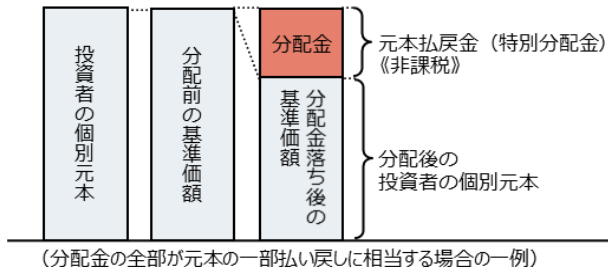 投資者の個別元本
分配前の基準価額
分配金
分配金落ち後の
基準価額
元本払戻金（特別分配金）
《非課税》
分配後の
投資者の個別元本
（分配金の全部が元本の一部払い戻しに相当する場合の一例）